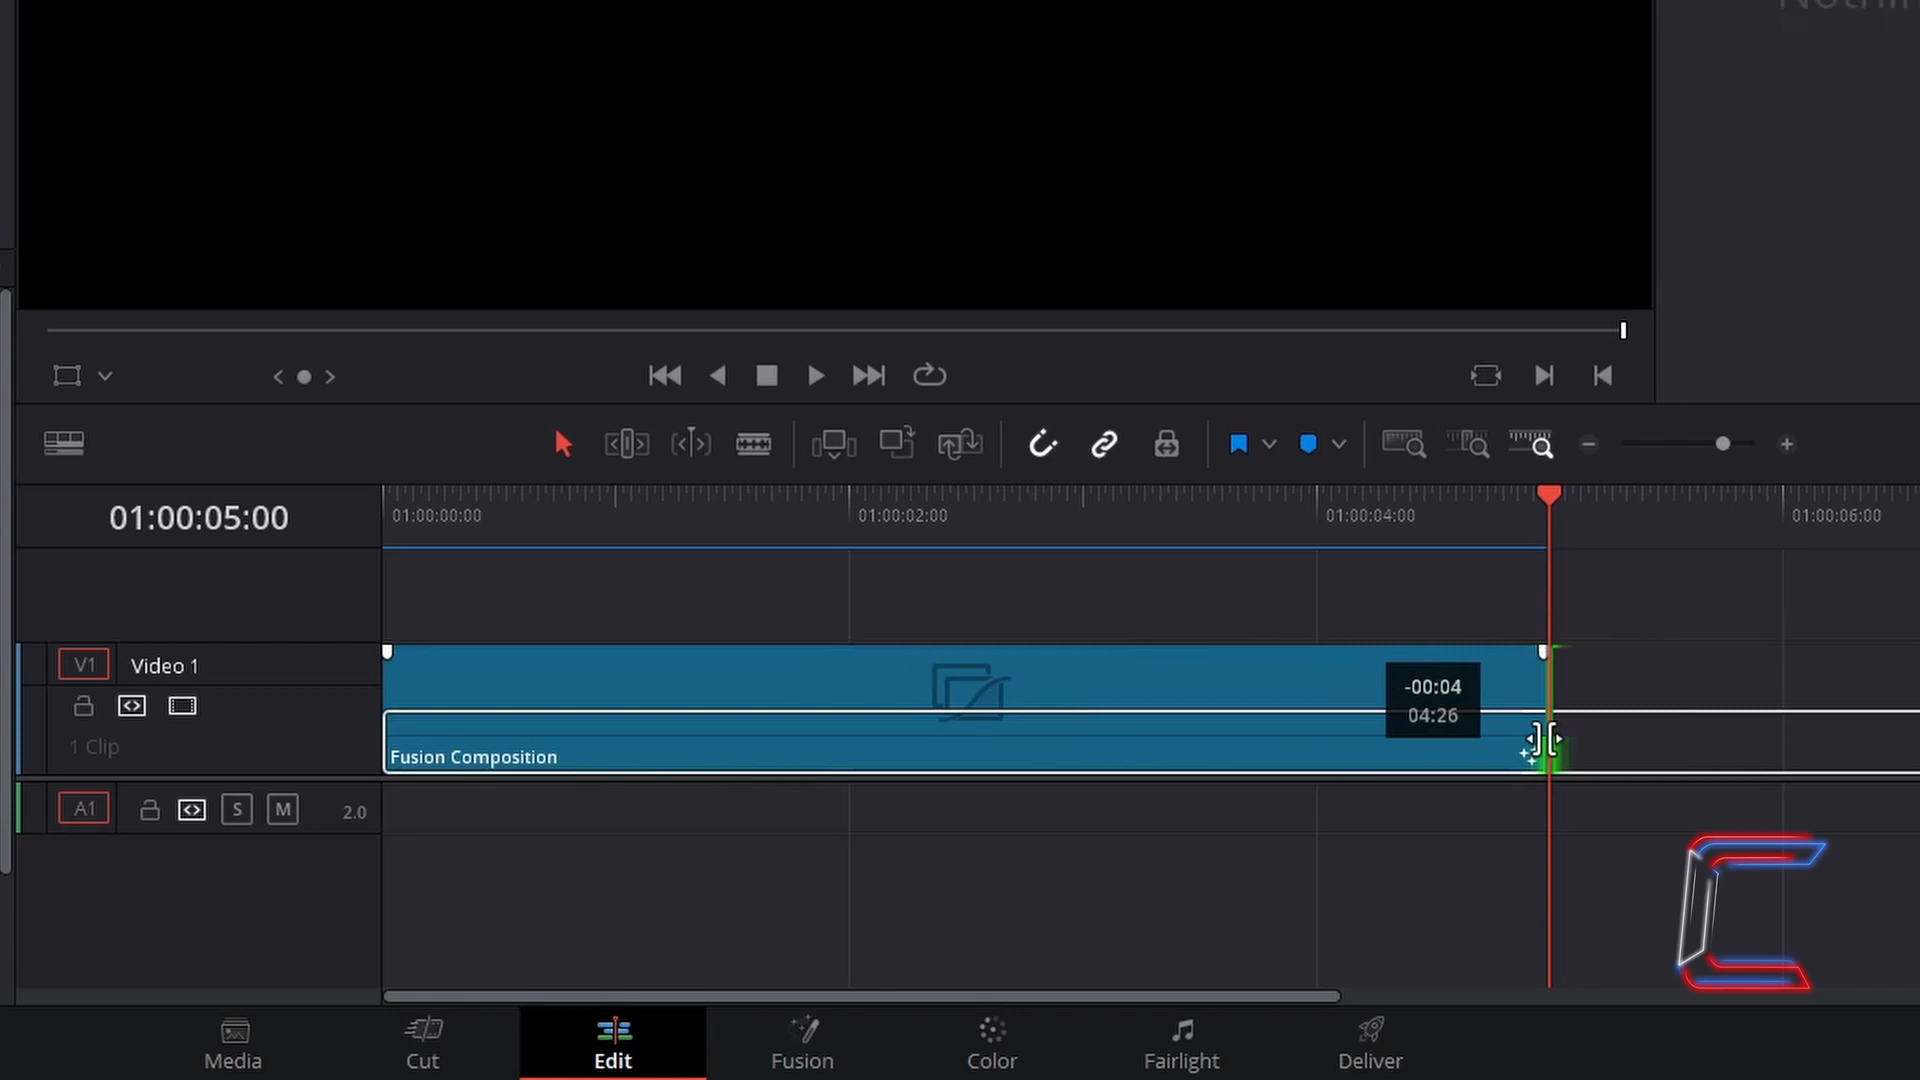 Nothin
01:00:05:00
01:00:00:00
01:00:02:00
01:00:04:00
01:00:06:00
V1
Video 1
-00:04
04:26
1 Clip
Fusion Composition
A1
S
M
2.0
Media
Cut
Edit
Fusion
Color
Fairlight
Deliver